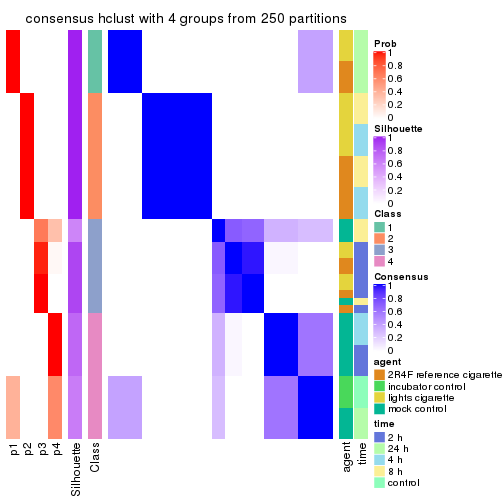 consensus hclust with 4 groups from 250 partitions
Prob
1
0.8
0.6
0.4
0.2
0
Silhouette
1
0.8
0.6
0.4
0.2
0
Class
1
2
3
4
Consensus
1
0.8
0.6
0.4
0.2
0
agent
2R4F reference cigarette
incubator control
lights cigarette
mock control
time
2 h
24 h
4 h
8 h
control
p1
p2
p3
p4
Silhouette
Class
agent
time